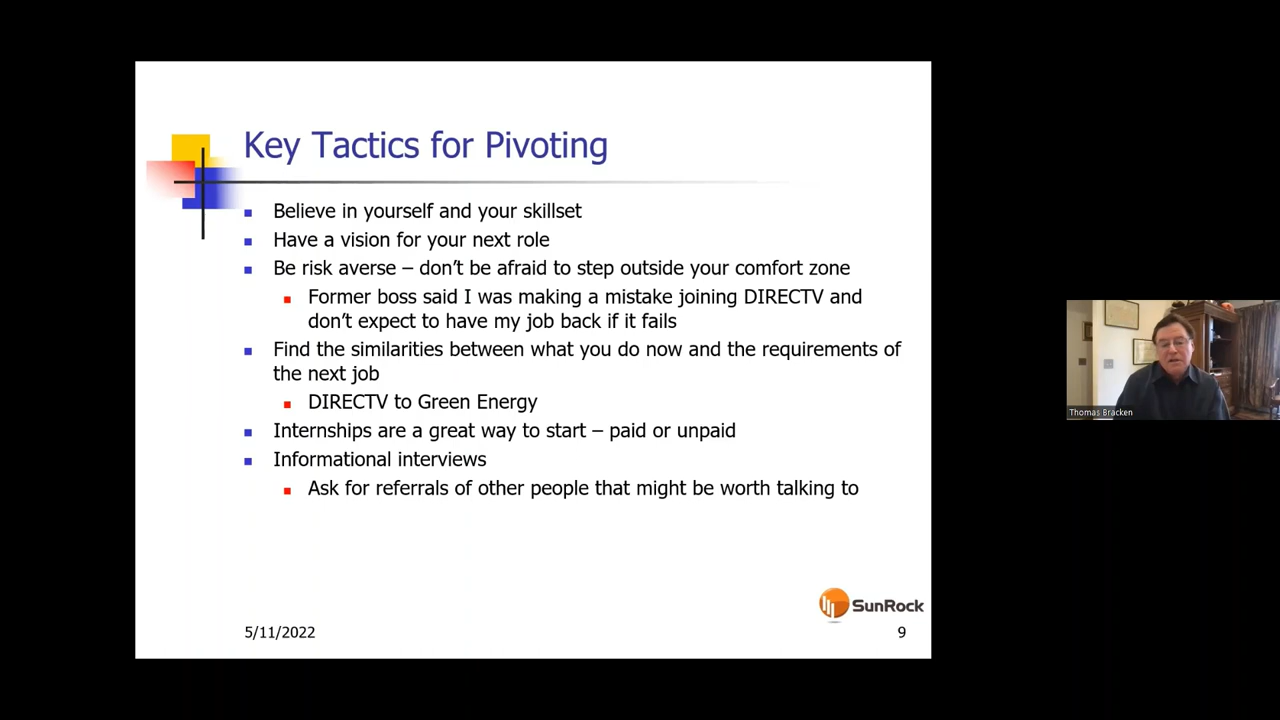 Key Tactics for Pivoting
Believe in yourself and your skillset
Have a vision for your next role
Be risk averse – don't be afraid to step outside your comfort zone
Former boss said I was making a mistake joining DIRECTV and
don't expect to have my job back if it fails
Find the similarities between what you do now and the requirements of
the next job
DIRECTV to Green Energy
Internships are a great way to start – paid or unpaid
Informational interviews
Ask for referrals of other people that might be worth talking to
SunRock
5/11/2022
9
Thomas Bracken